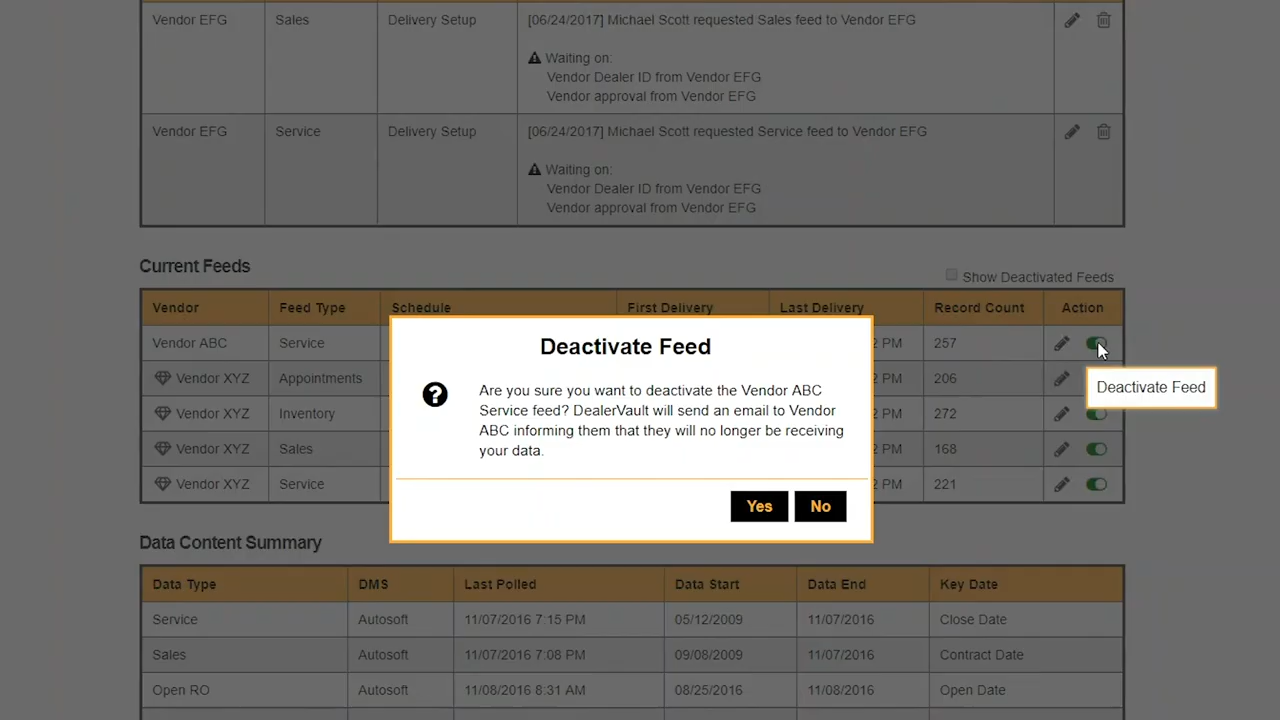 Vendor EFG Sales Delivery Setup [06/24/2017] Michael Scott requested Sales feed to Vendor EFG
Waiting on:
Vendor Dealer ID from Vendor EFG
Vendor approval from Vendor EFG
Vendor EFG Service Delivery Setup [06/24/2017] Michael Scott requested Service feed to Vendor EFG
Waiting on:
Vendor Dealer ID from Vendor EFG
Vendor approval from Vendor EFG
Current Feeds
Show Deactivated Feeds
Vendor Feed Type Schedule First Delivery Last Delivery Record Count Action
Vendor ABC Service PM 257
Vendor XYZ Appointments PM 206
Vendor XYZ Inventory PM 272
Vendor XYZ Sales PM 168
Vendor XYZ Service PM 221
Deactivate Feed
Deactivate Feed
Are you sure you want to deactivate the Vendor ABC
Service feed? DealerVault will send an email to Vendor
ABC informing them that they will no longer be receiving
your data.
Yes No
Data Content Summary
Data Type DMS Last Polled Data Start Data End Key Date
Service Autosoft 11/07/2016 7:15 PM 05/12/2009 11/07/2016 Close Date
Sales Autosoft 11/07/2016 7:08 PM 09/08/2009 11/07/2016 Contract Date
Open RO Autosoft 11/08/2016 8:31 AM 08/25/2016 11/08/2016 Open Date